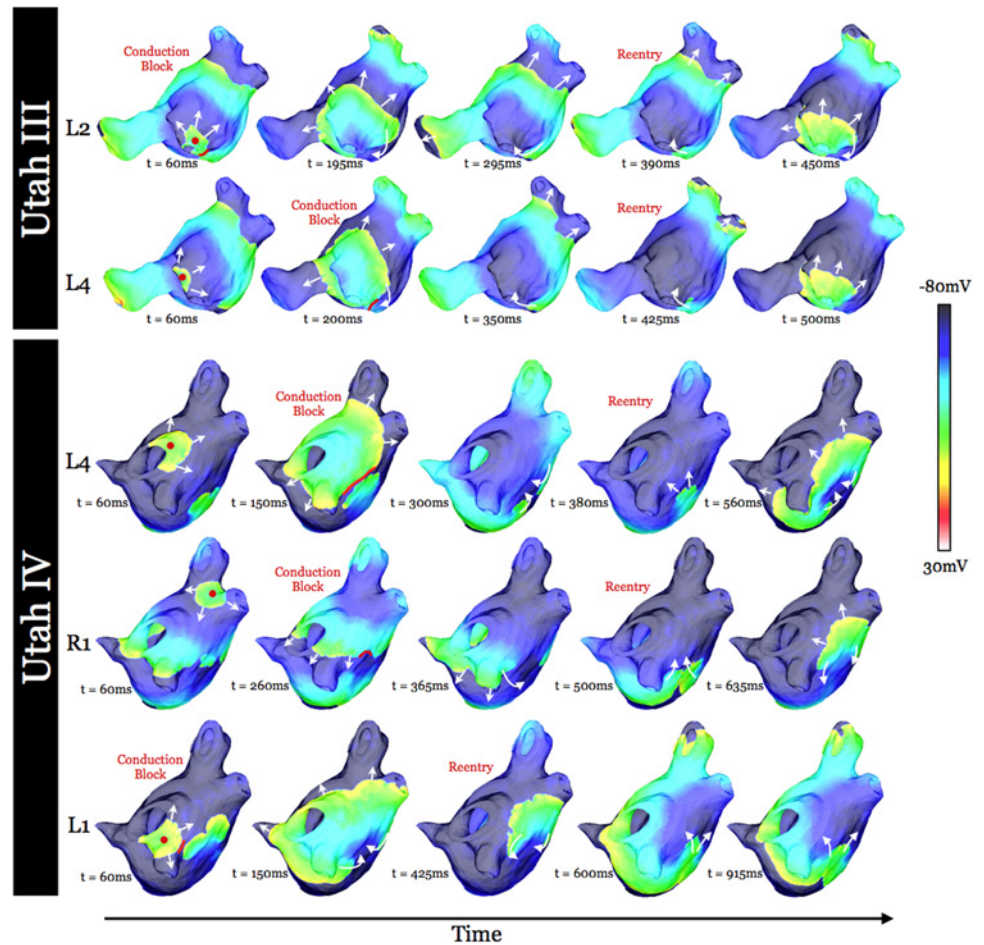 Utah III
Conduction
Block
Reentry
L2
t = 60ms
t = 195ms
t = 295ms
t = 390ms
t = 450ms
Conduction
Block
Reentry
L4
t = 60ms
t = 200ms
t = 350ms
t = 425ms
t = 500ms
-80mV
30mV
Utah IV
Conduction
Block
Reentry
L4
t = 60ms
t = 150ms
t = 300ms
t = 380ms
t = 560ms
Conduction
Block
Reentry
R1
t = 60ms
t = 260ms
t = 365ms
t = 500ms
t = 635ms
Conduction
Block
Reentry
L1
t = 60ms
t = 150ms
t = 425ms
t = 600ms
t = 915ms
Time